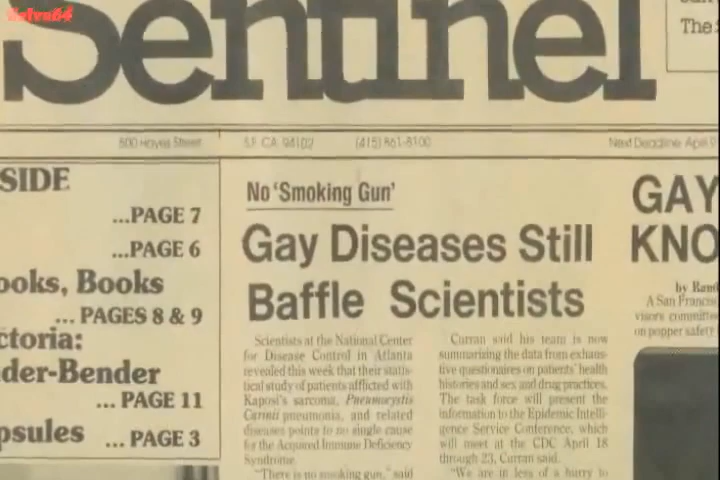 Sentinel
The
500 Hayes Street
S.F. CA 94102
(415) 861-8100
Next Deadline: April 9
SIDE
...PAGE 7
...PAGE 6
ooks, Books
... PAGES 8 & 9
ctoria:
der-Bender
... PAGE 11
psules ... PAGE 3
No 'Smoking Gun'
Gay Diseases Still
Baffle Scientists
Scientists at the National Center
for Disease Control in Atlanta
revealed this week that their statis-
tical study of patients afflicted with
Kaposi's sarcoma, Pneumocystis
Carinii pneumonia, and related
diseases points to no single cause
for the Acquired Immune Deficiency
Syndrome.
"There is no smoking gun," said
Curran said his team is now
summarizing the data from exhaus-
tive questionaires on patients' health
histories and sex and drug practices.
The task force will present the
information to the Epidemic Intelli-
gence Service Conference, which
will meet at the CDC April 18
through 23, Curran said.
"We are in less of a hurry to
GAY
KNO
by Rand
A San Francis
visors committe
on popper safety